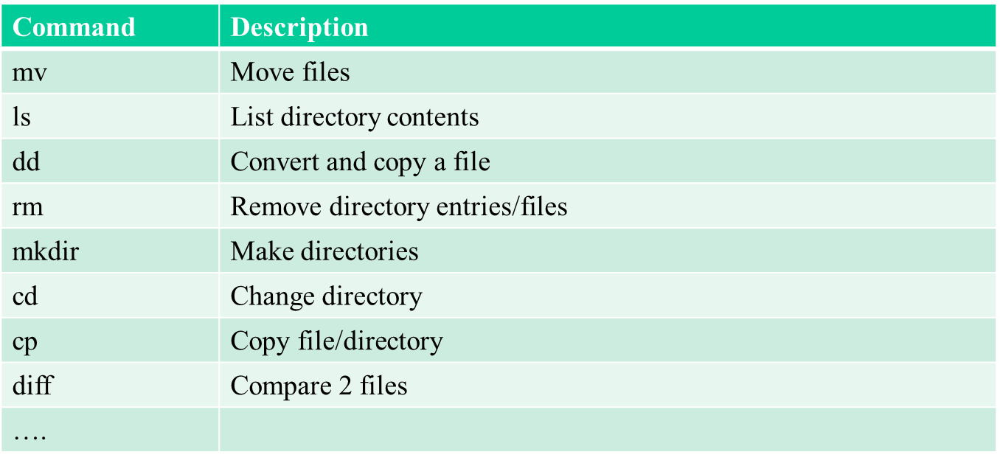 Command Description
mv Move files
ls List directory contents
dd Convert and copy a file
rm Remove directory entries/files
mkdir Make directories
cd Change directory
cp Copy file/directory
diff Compare 2 files
….